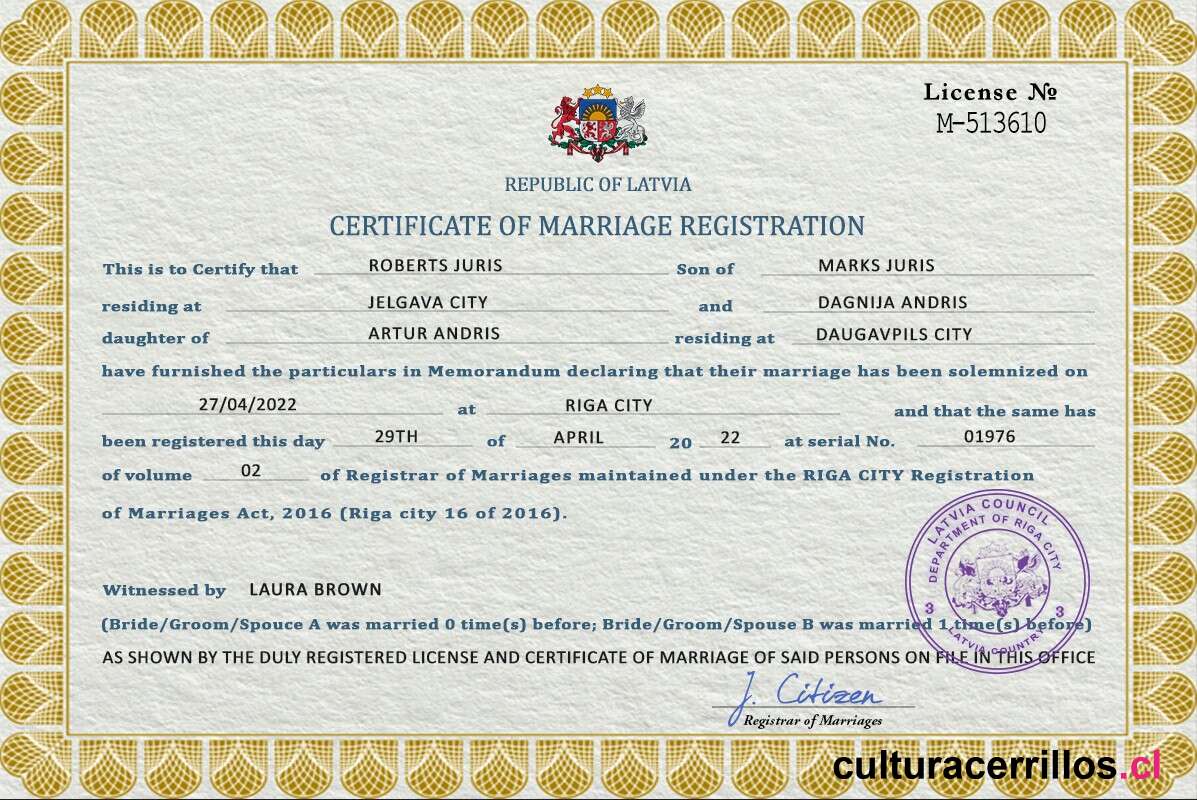 License №
M-513610
REPUBLIC OF LATVIA
CERTIFICATE OF MARRIAGE REGISTRATION
This is to Certify that ROBERTS JURIS Son of MARKS JURIS
residing at JELGAVA CITY and DAGNIJA ANDRIS
daughter of ARTUR ANDRIS residing at DAUGAVPILS CITY
have furnished the particulars in Memorandum declaring that their marriage has been solemnized on
27/04/2022 at RIGA CITY and that the same has
been registered this day 29TH of APRIL 20 22 at serial No. 01976
of volume 02 of Registrar of Marriages maintained under the RIGA CITY Registration
of Marriages Act, 2016 (Riga city 16 of 2016).
LATVIA COUNCIL
DEPARTMENT OF RIGA CITY
3 3
LATVIA COUNTRY
Witnessed by LAURA BROWN
(Bride/Groom/Spouce A was married 0 time(s) before; Bride/Groom/Spouse B was married 1 time(s) before)
AS SHOWN BY THE DULY REGISTERED LICENSE AND CERTIFICATE OF MARRIAGE OF SAID PERSONS ON FILE IN THIS OFFICE
J. Citizen
Registrar of Marriages
culturacerrillos.cl